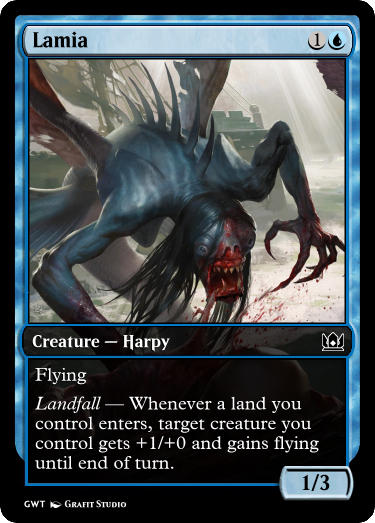 Lamia 1
Creature — Harpy
Flying
Landfall — Whenever a land you
control enters, target creature you
control gets +1/+0 and gains flying
until end of turn.
1/3
GWT Grafit Studio